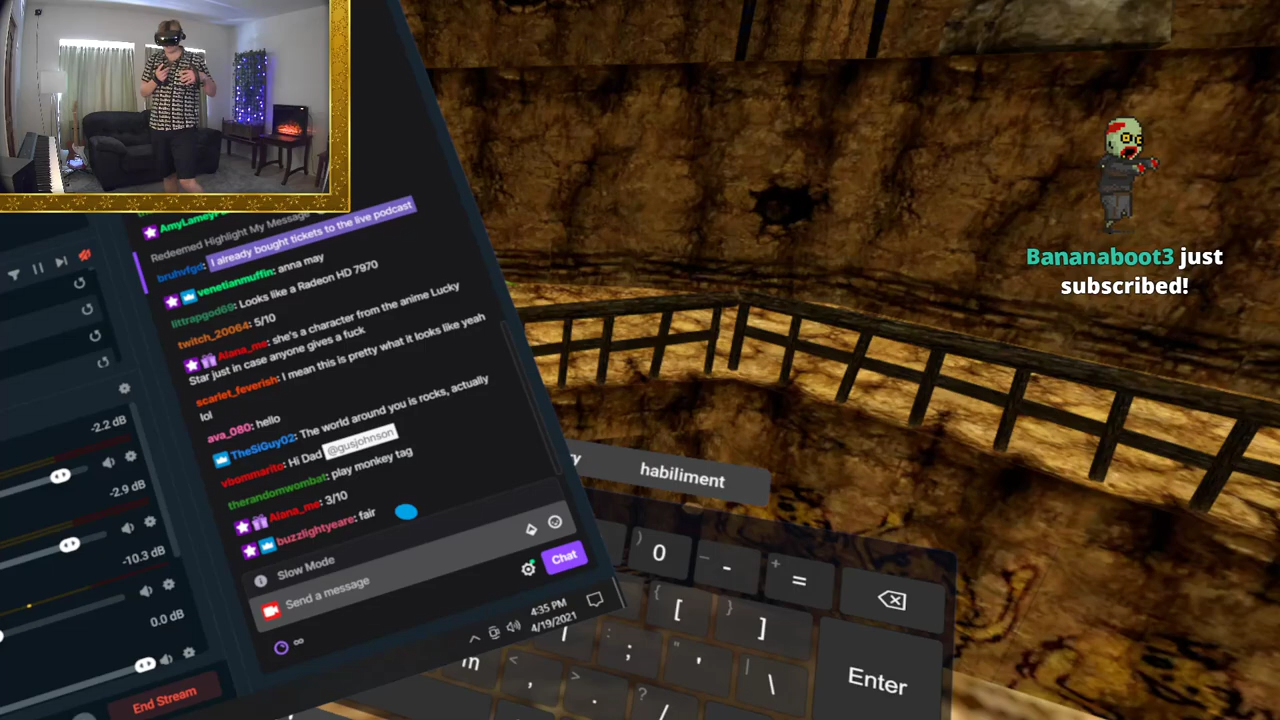 AmyLameyP
Redeemed Highlight My Message
bruhvfgd: I already bought tickets to the live podcast
venetianmuffin: anna may
littrapgod69: Looks like a Radeon HD 7970
twitch_20064: 5/10
Alana_ms: she's a character from the anime Lucky
Star just in case anyone gives a fuck
scarlet_feverish: I mean this is pretty what it looks like yeah
lol
ava_080: hello
TheSiGuy02: The world around you is rocks, actually
vbommarito: Hi Dad @gusjohnson
therandomwombat: play monkey tag
Alana_ms: 3/10
buzzlightyeare: fair
Slow Mode
Send a message
Chat
∞
-2.2 dB
-2.9 dB
-10.3 dB
0.0 dB
End Stream
4:35 PM
4/19/2021
Bananaboot3 just
subscribed!
y habiliment
) 0 _ - + =
{ [ } ]
: ; " ' | \ Enter
m < , > . ? /